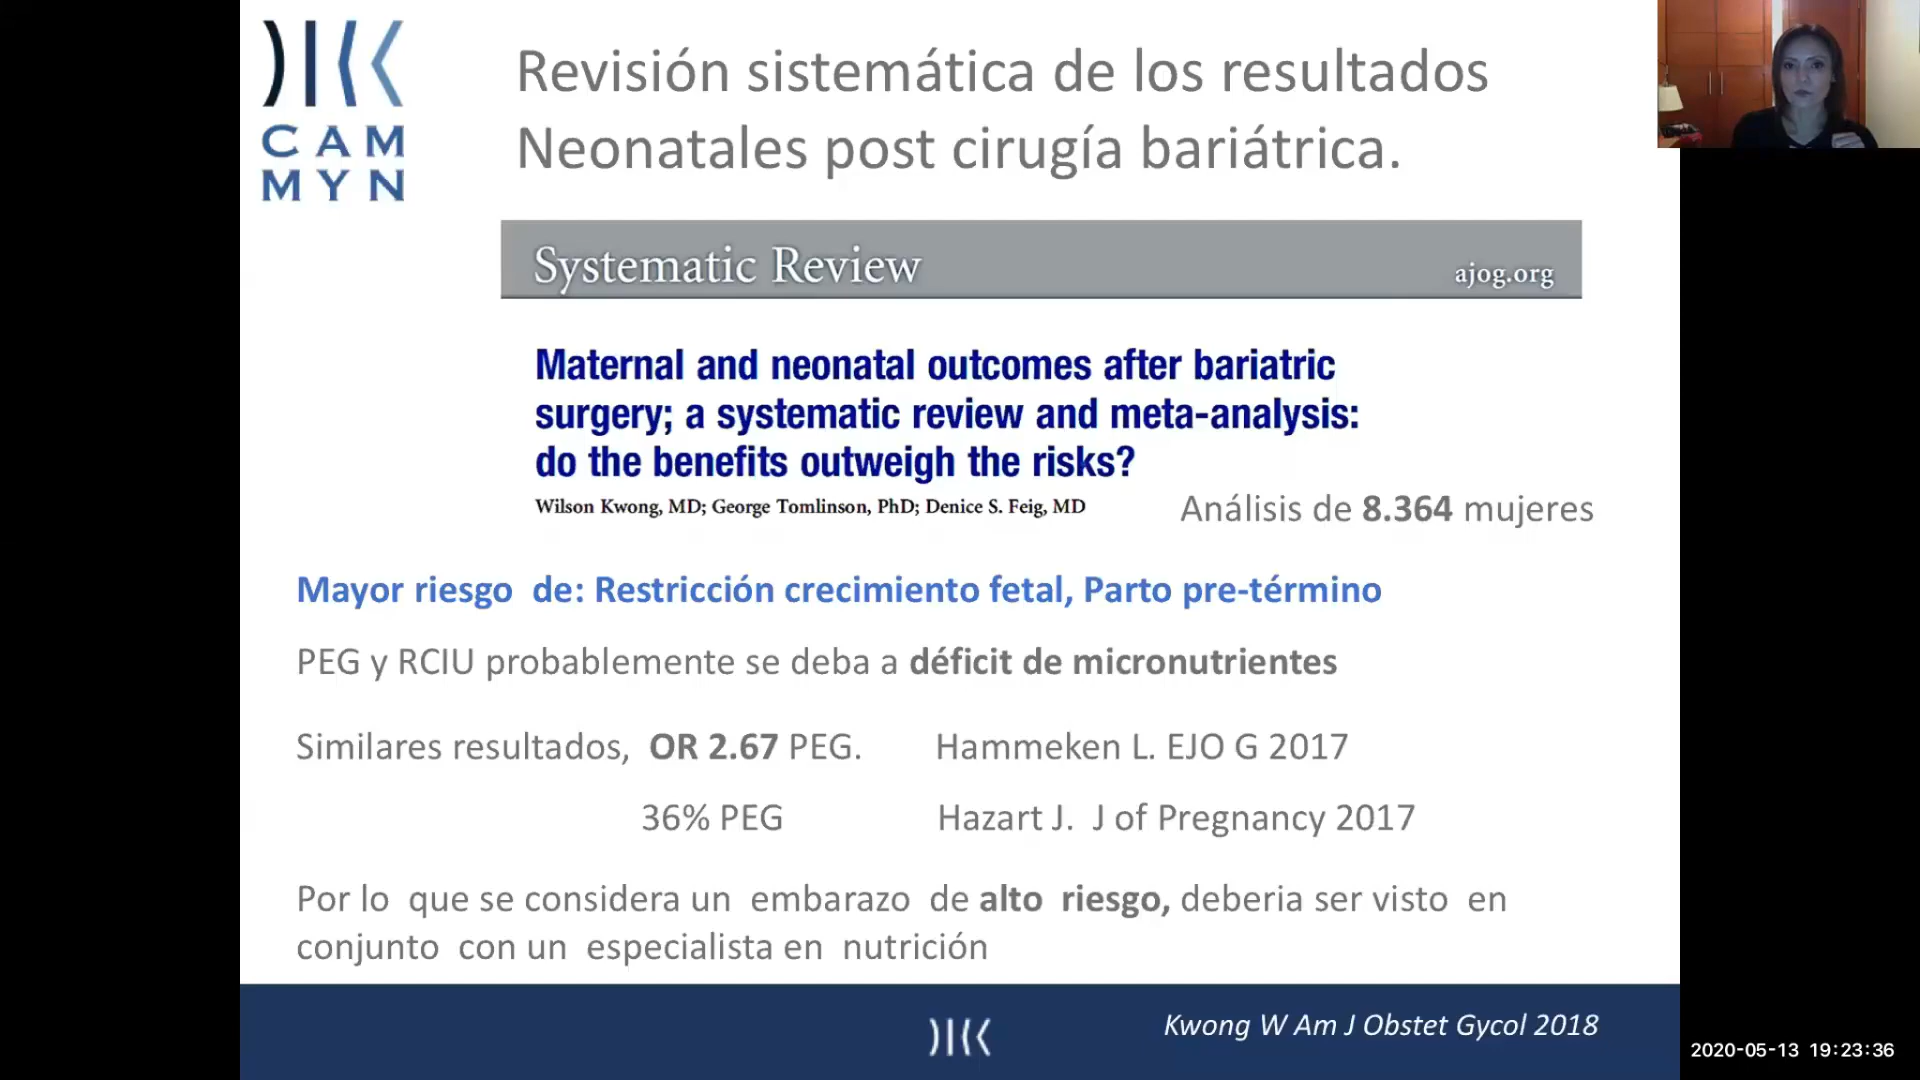 CAM
MYN
Revisión sistemática de los resultados
Neonatales post cirugía bariátrica.
Systematic Review
ajog.org
Maternal and neonatal outcomes after bariatric
surgery; a systematic review and meta-analysis:
do the benefits outweigh the risks?
Wilson Kwong, MD; George Tomlinson, PhD; Denice S. Feig, MD
Análisis de 8.364 mujeres
Mayor riesgo de: Restricción crecimiento fetal, Parto pre-término
PEG y RCIU probablemente se deba a déficit de micronutrientes
Similares resultados, OR 2.67 PEG. Hammeken L. EJO G 2017
36% PEG Hazart J. J of Pregnancy 2017
Por lo que se considera un embarazo de alto riesgo, deberia ser visto en
conjunto con un especialista en nutrición
Kwong W Am J Obstet Gycol 2018
2020-05-13 19:23:36